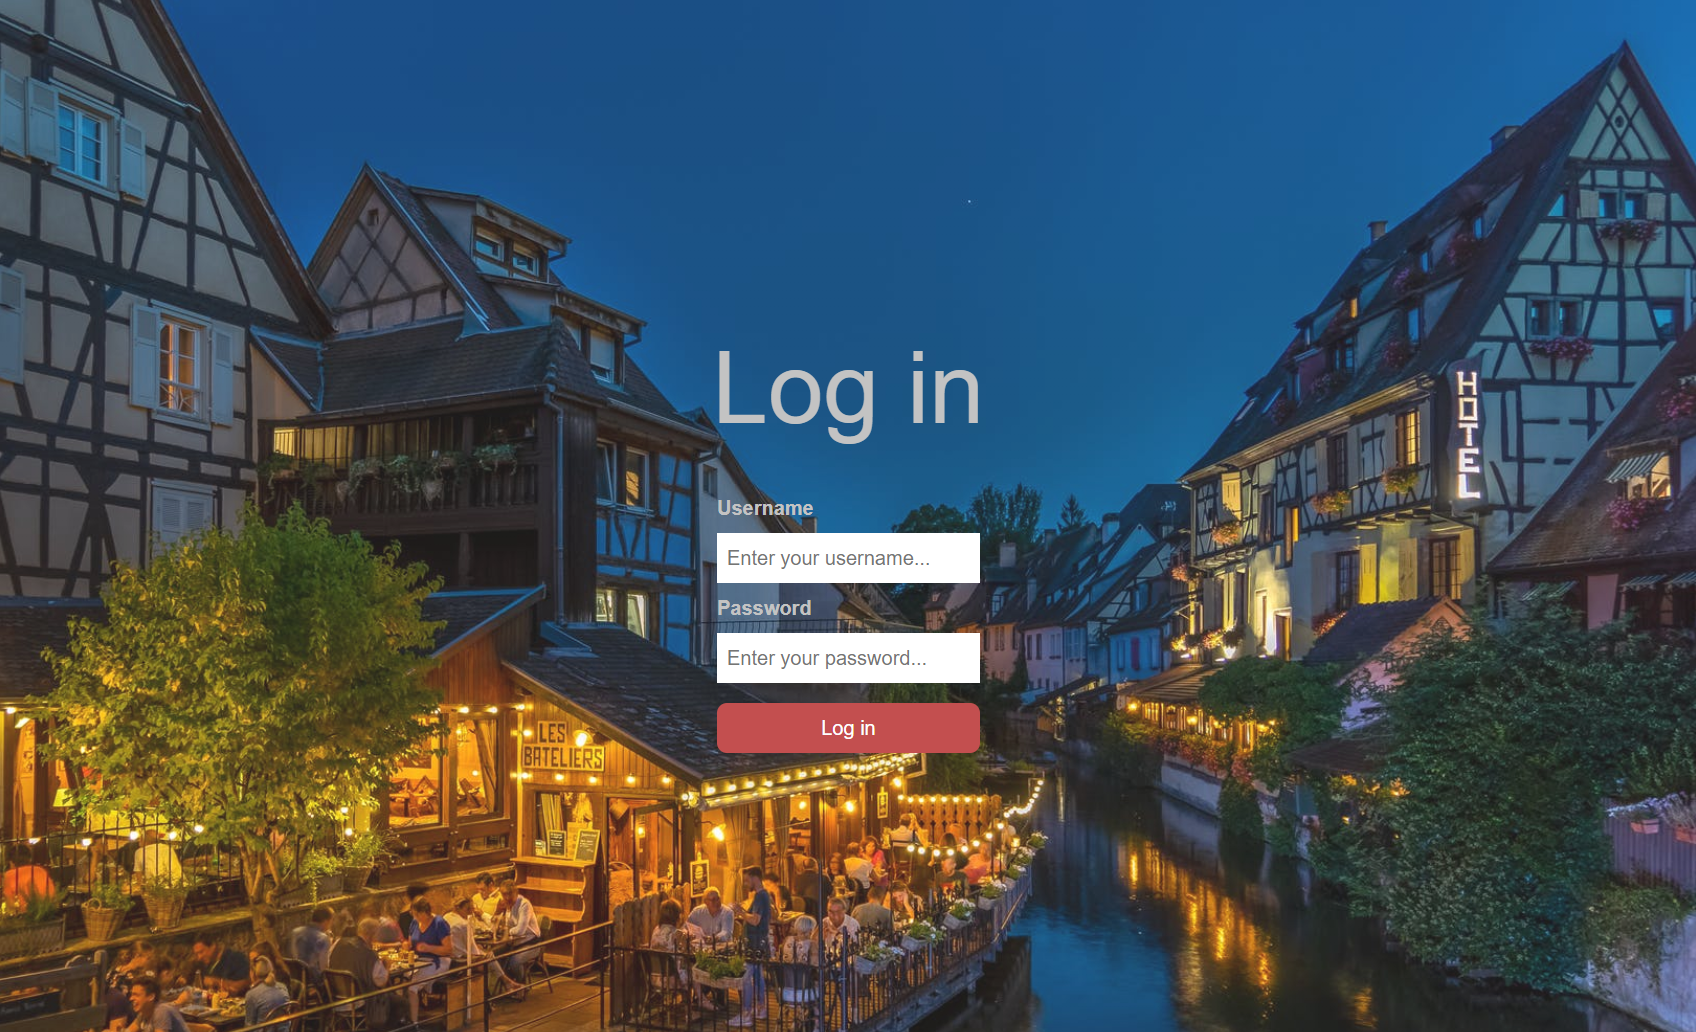 Log in
Username
Enter your username...
Password
Enter your password...
Log in
HOTEL
LES
BATELIERS